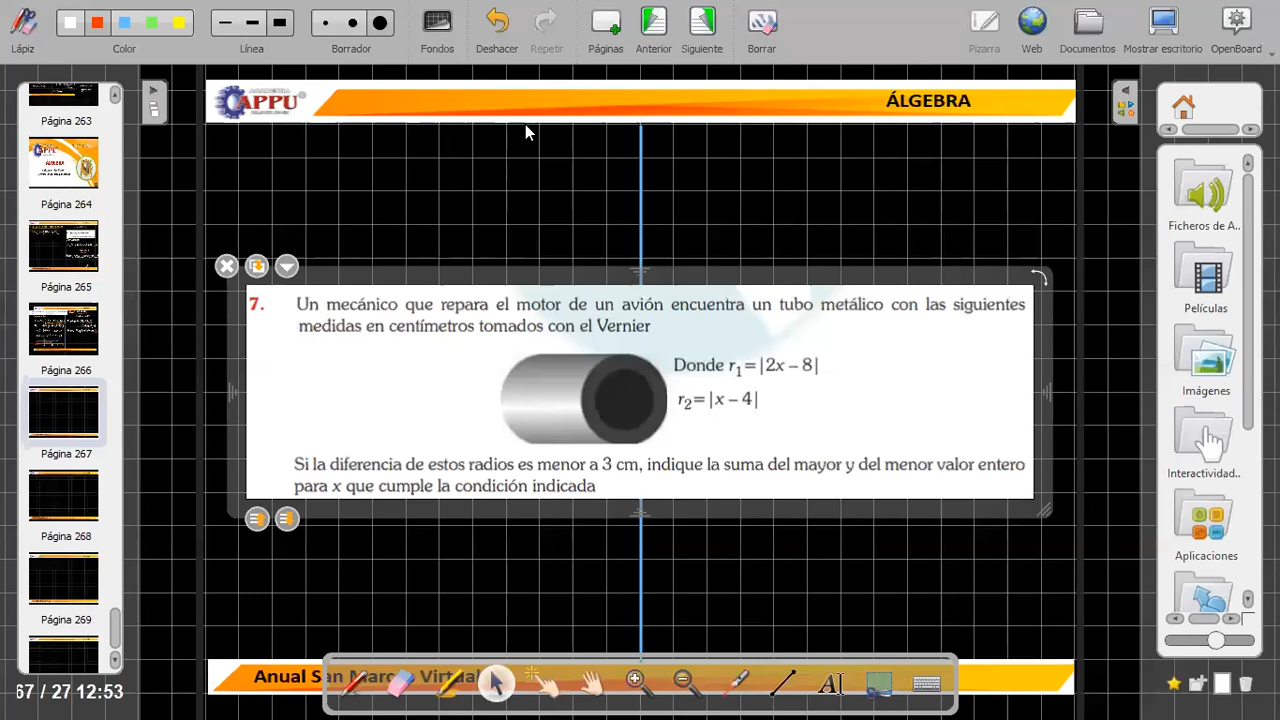 Lápiz
Color
Línea
Borrador
Fondos
Deshacer
Repetir
Páginas
Anterior
Siguiente
Borrar
Pizarra
Web
Documentos
Mostrar escritorio
OpenBoard
Página 263
Página 264
Página 265
Página 266
Página 267
Página 268
Página 269
67 / 27 12:53
ACADEMIA
APPU
ÁLGEBRA
7. Un mecánico que repara el motor de un avión encuentra un tubo metálico con las siguientes
medidas en centímetros tomados con el Vernier
Donde r₁=|2x – 8|
r₂=|x – 4|
Si la diferencia de estos radios es menor a 3 cm, indique la suma del mayor y del menor valor entero
para x que cumple la condición indicada
Anual San Marcos Virtual
Ficheros de A..
Películas
Imágenes
Interactividad..
Aplicaciones